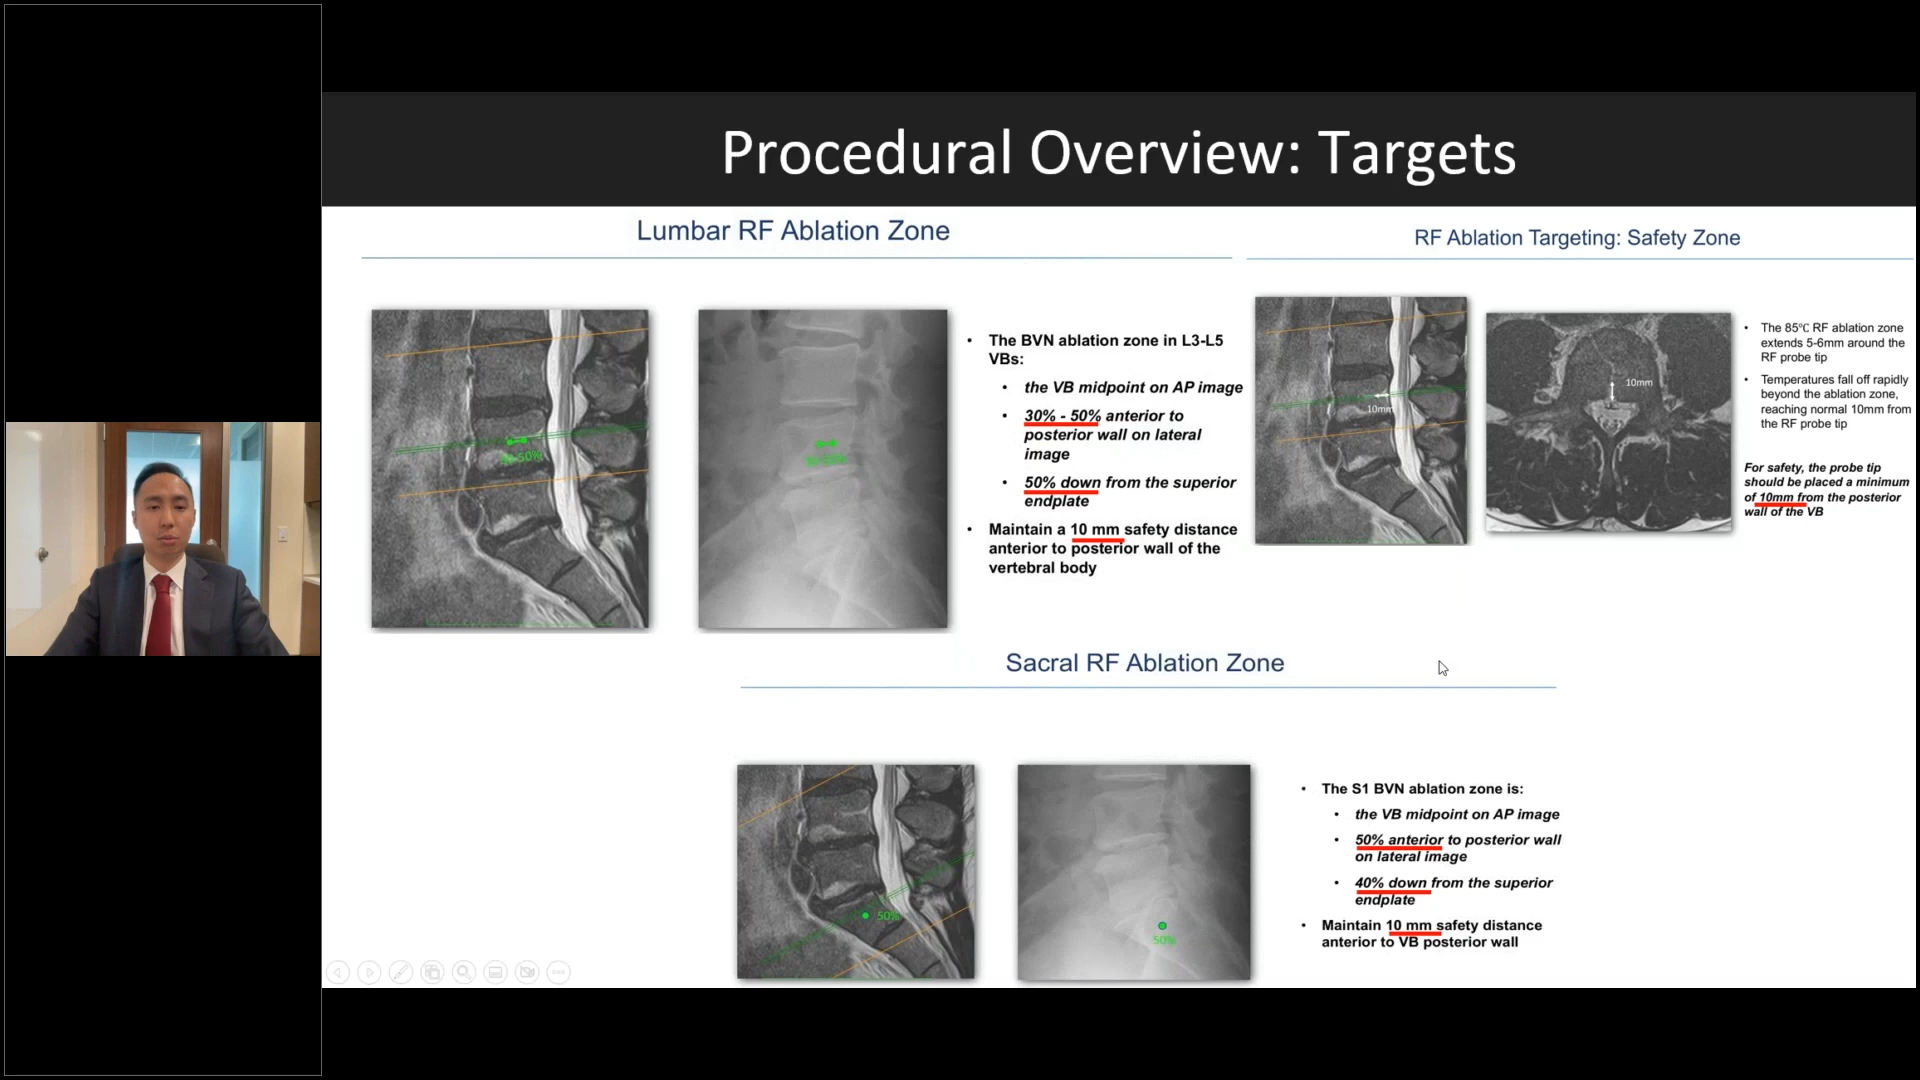 Procedural Overview: Targets
Lumbar RF Ablation Zone
50%
• The BVN ablation zone in L3-L5
VBs:
• the VB midpoint on AP image
• 30% - 50% anterior to
posterior wall on lateral
image
• 50% down from the superior
endplate
• Maintain a 10 mm safety distance
anterior to posterior wall of the
vertebral body
RF Ablation Targeting: Safety Zone
10mm
10mm
• The 85°C RF ablation zone
extends 5-6mm around the
RF probe tip
• Temperatures fall off rapidly
beyond the ablation zone,
reaching normal 10mm from
the RF probe tip
For safety, the probe tip
should be placed a minimum
of 10mm from the posterior
wall of the VB
Sacral RF Ablation Zone
50%
50%
• The S1 BVN ablation zone is:
• the VB midpoint on AP image
• 50% anterior to posterior wall
on lateral image
• 40% down from the superior
endplate
• Maintain 10 mm safety distance
anterior to VB posterior wall